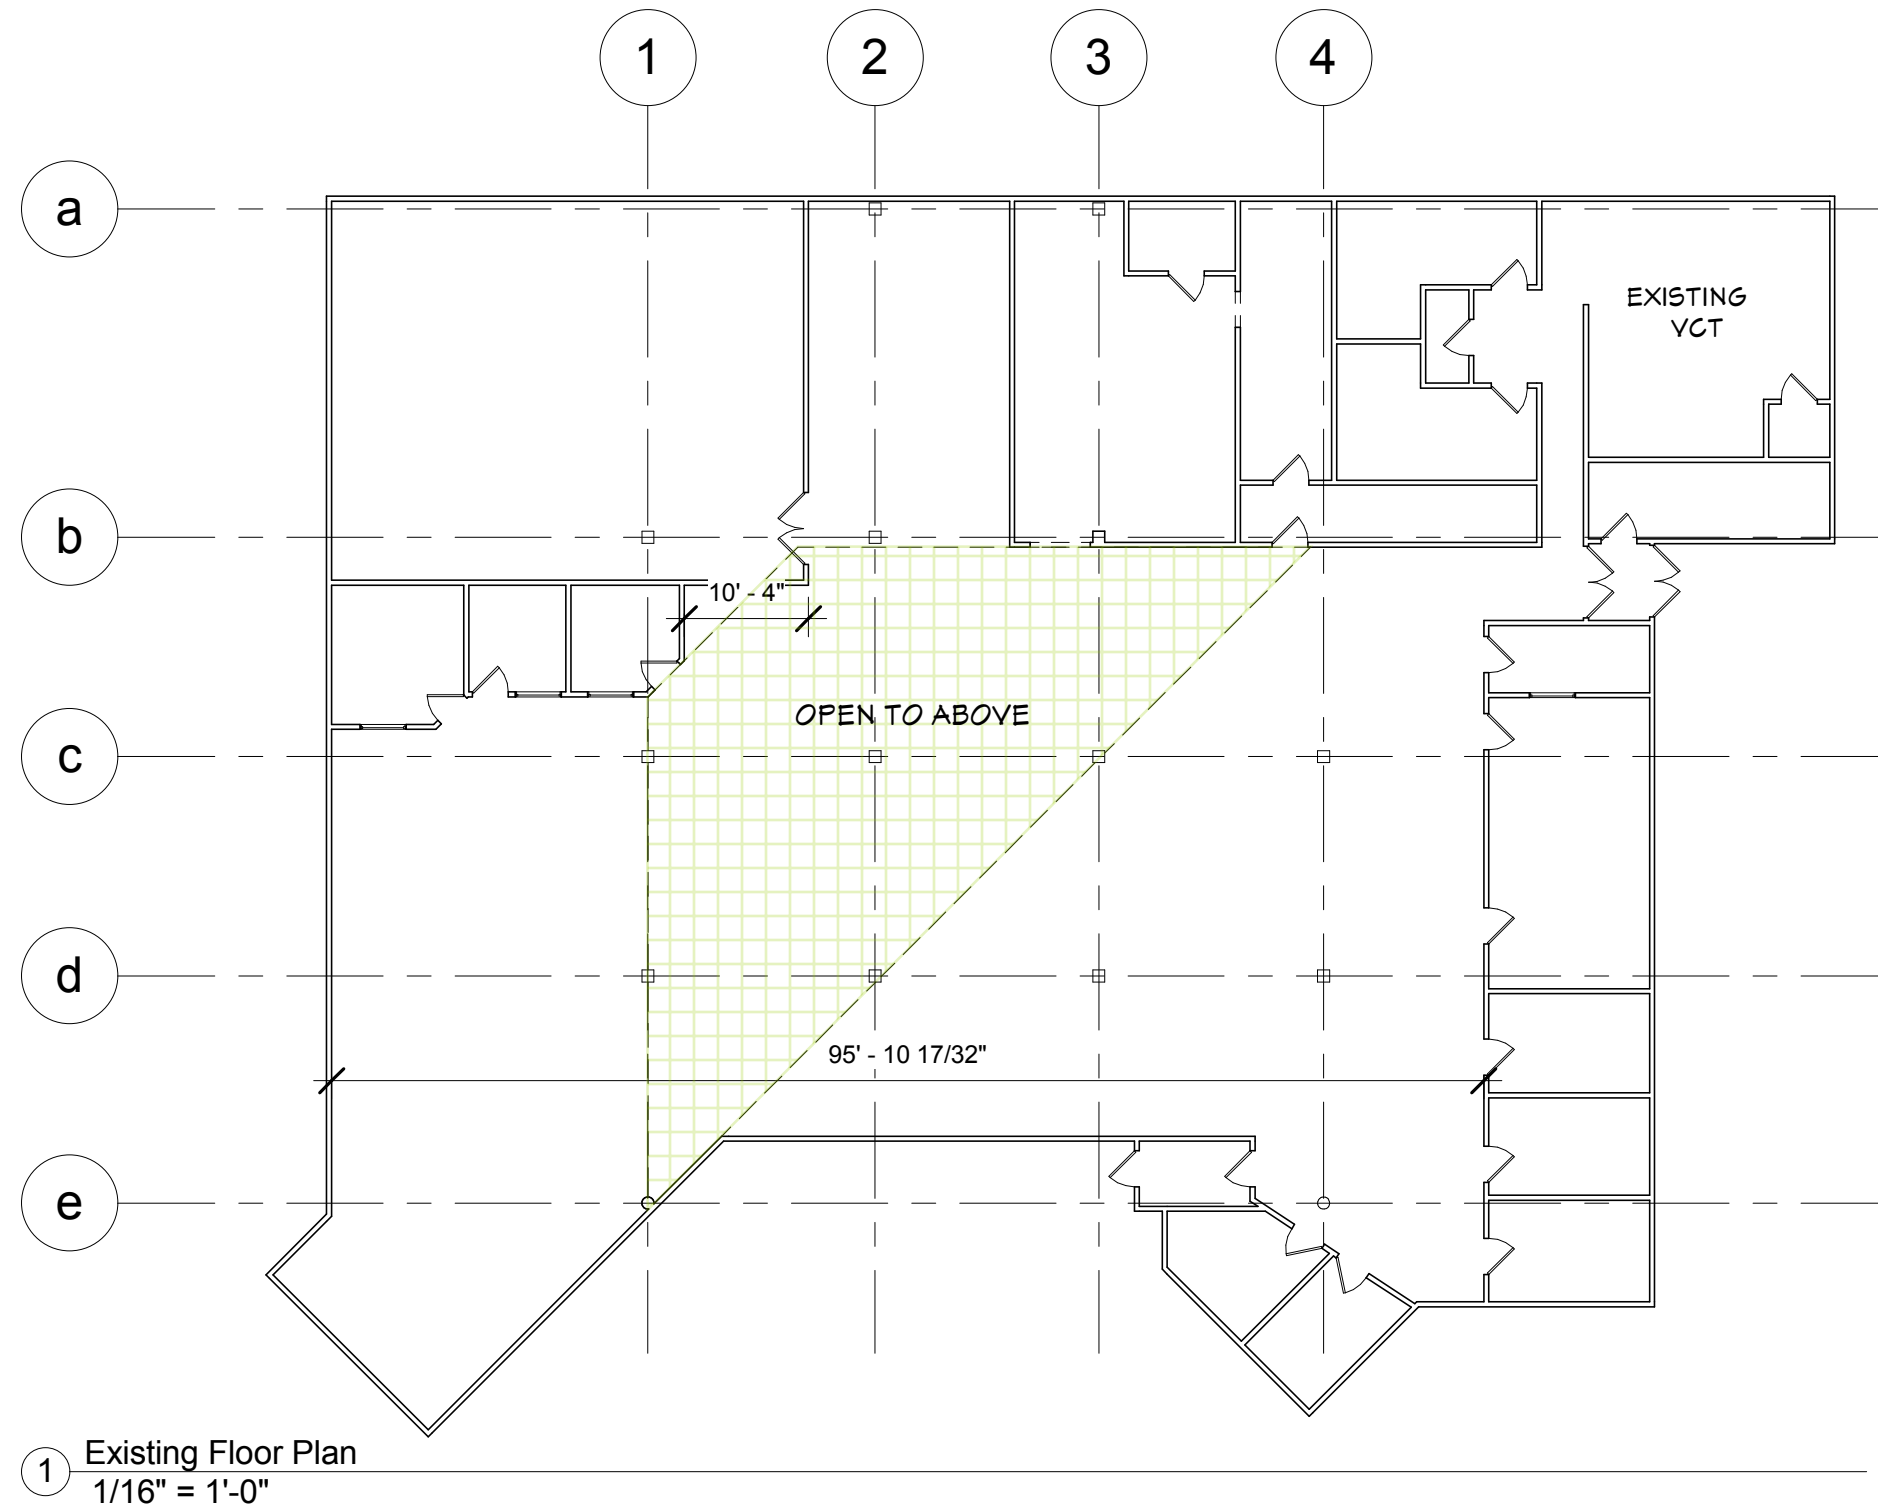 1
2
3
4
a
EXISTING
VCT
b
10' - 4"
OPEN TO ABOVE
c
d
95' - 10 17/32"
e
1
Existing Floor Plan
1/16" = 1'-0"